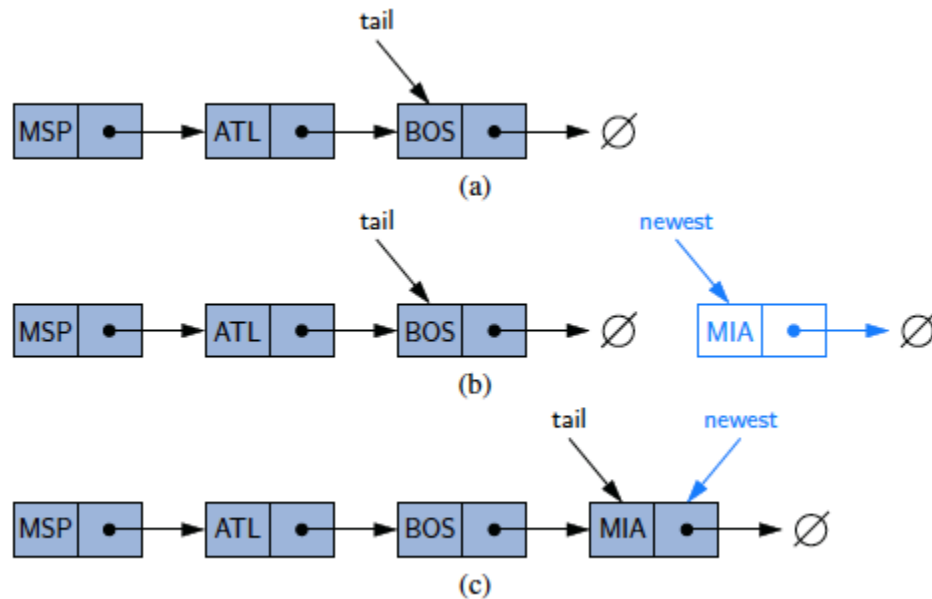 tail
MSP ATL BOS ∅
(a)
tail newest
MSP ATL BOS ∅ MIA ∅
(b)
tail newest
MSP ATL BOS MIA ∅
(c)